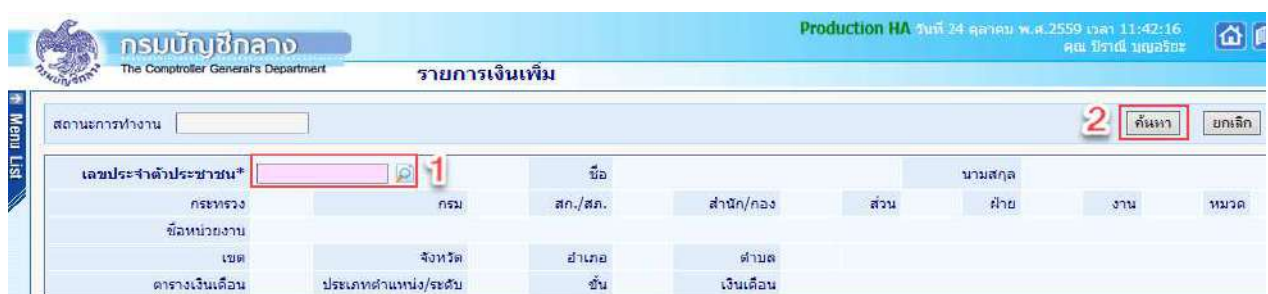 กรมบัญชีกลาง
The Comptroller General's Department
Production HA วันที่ 24 ตุลาคม พ.ศ.2559 เวลา 11:42:16
คุณ
รายการเงินเพิ่ม
Menu List
สถานะการทำงาน 2 ค้นหา ยกเลิก
เลขประจำตัวประชาชน* 1 ชื่อ นามสกุล
กระทรวง กรม สก./สภ. สำนัก/กอง ส่วน ฝ่าย งาน หมวด
ชื่อหน่วยงาน
เขต จังหวัด อำเภอ ตำบล
ตารางเงินเดือน ประเภทตำแหน่ง/ระดับ ขั้น เงินเดือน